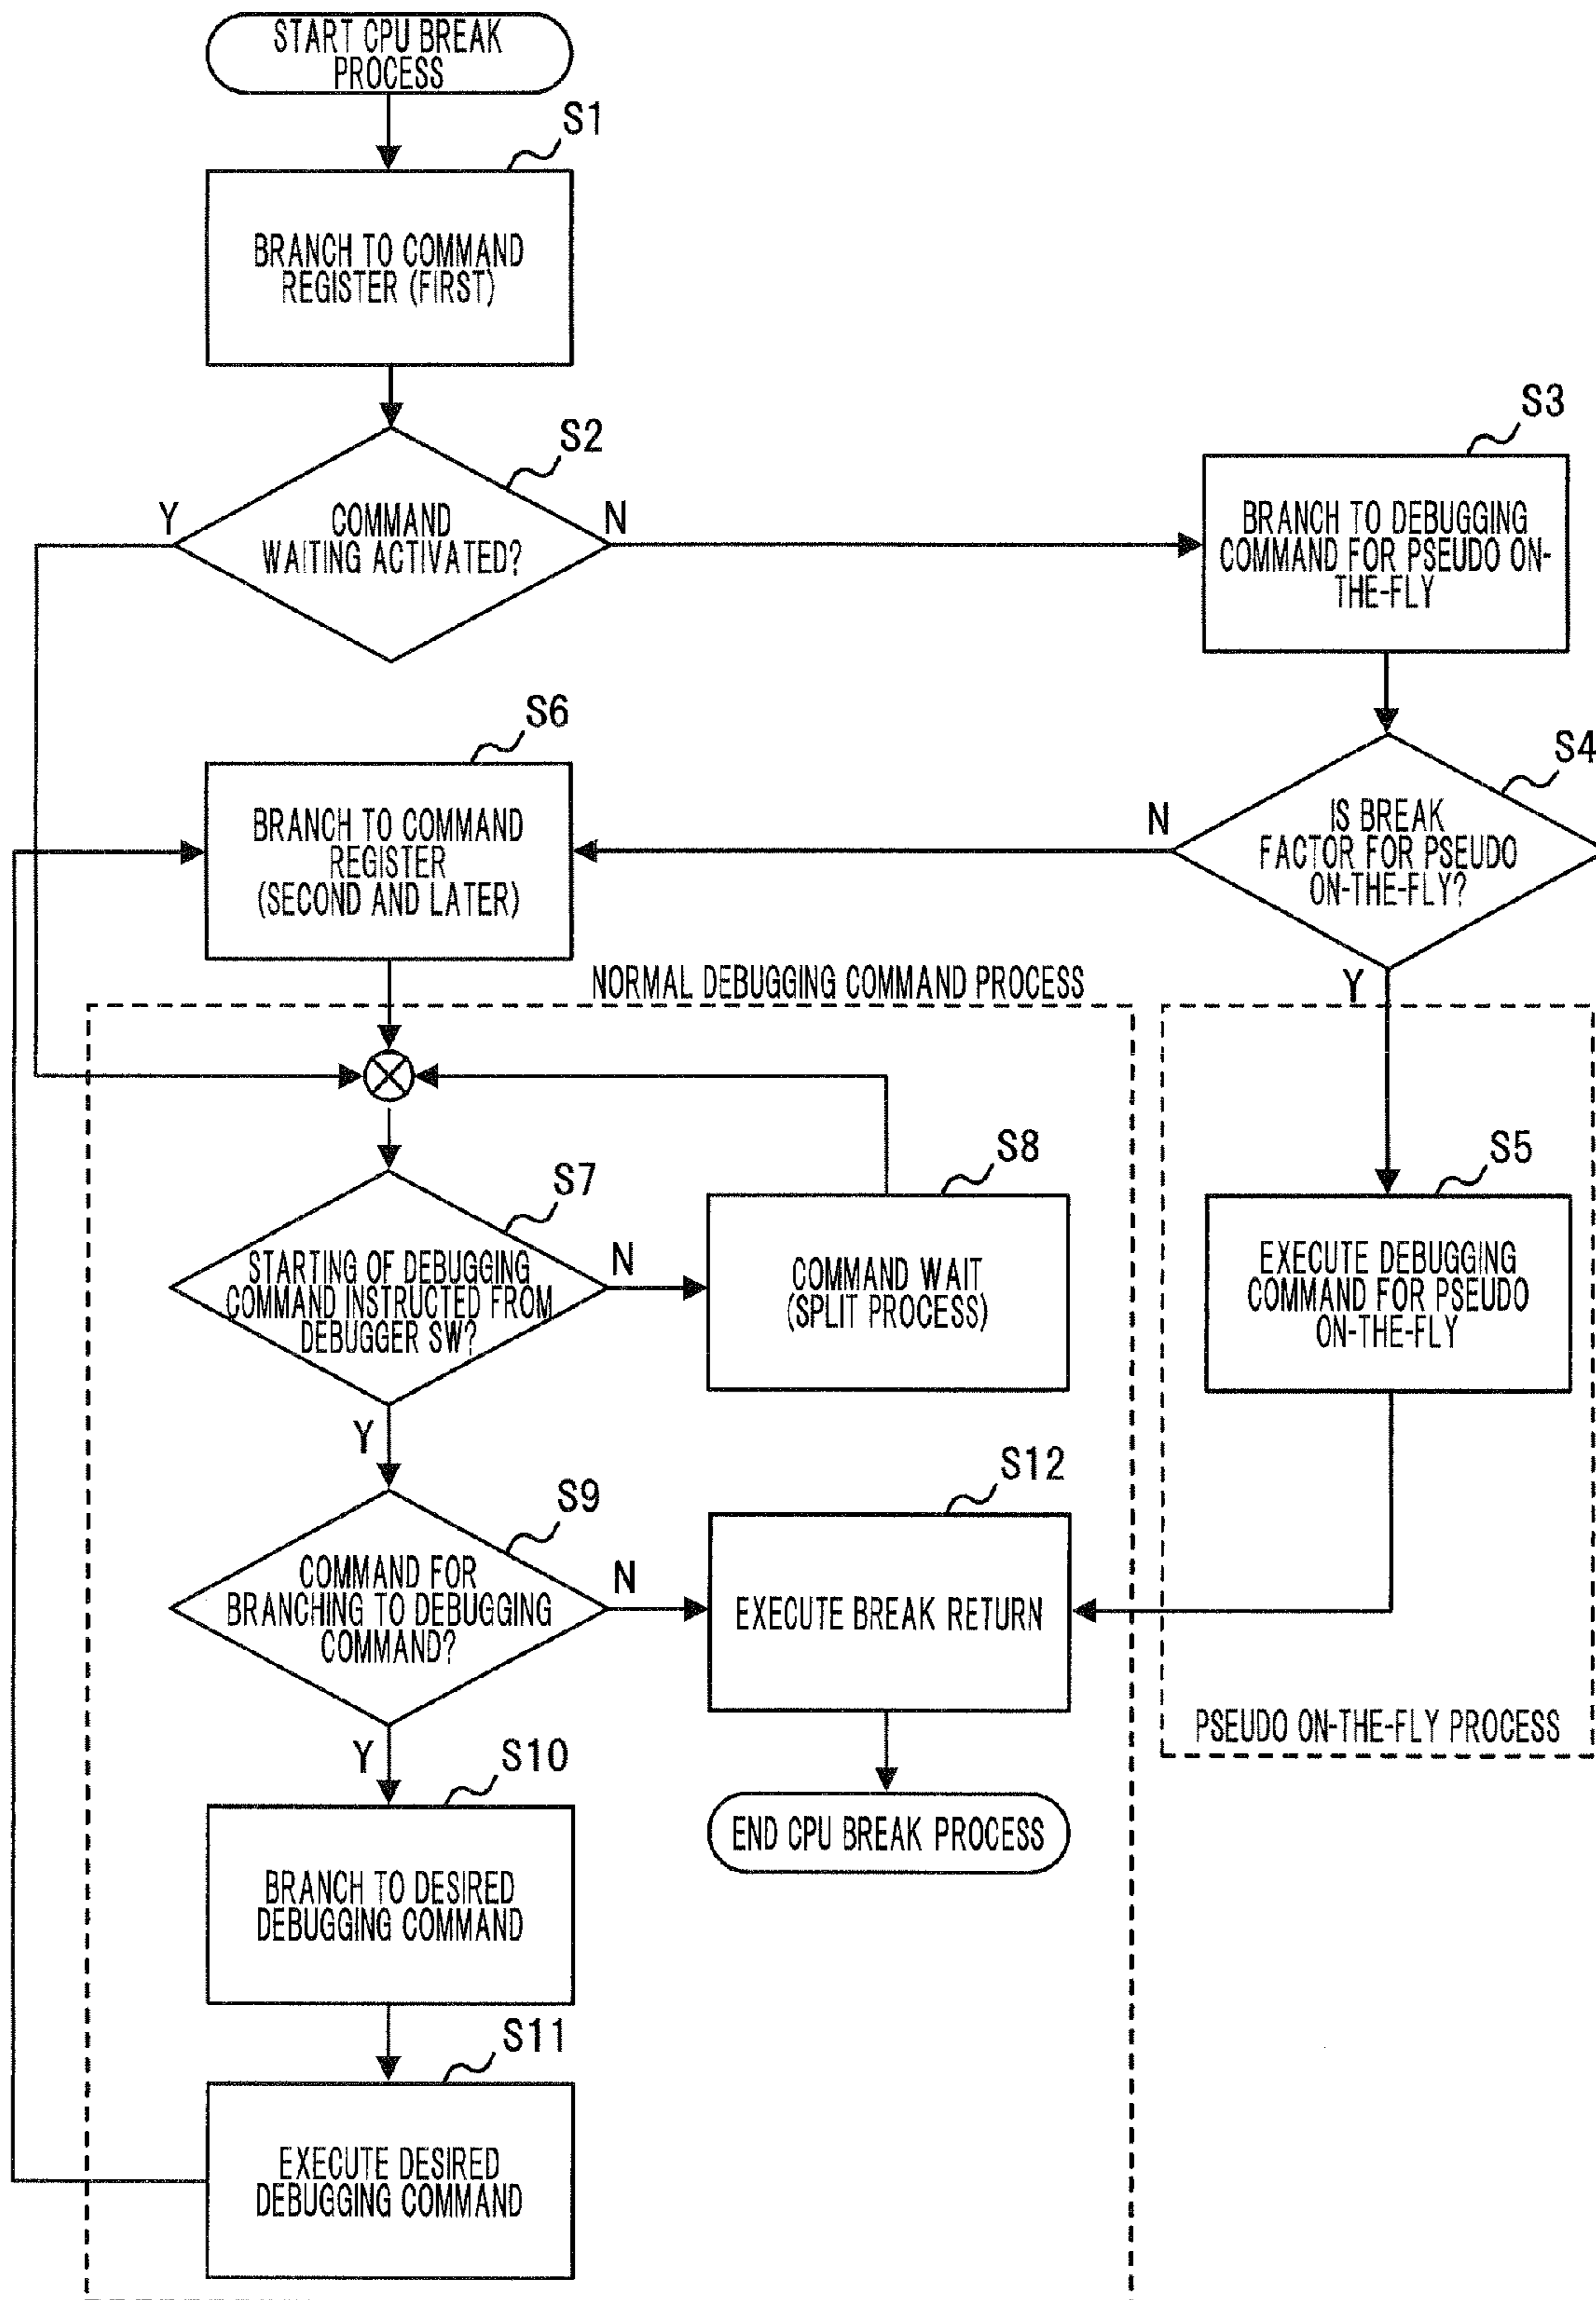 START CPU BREAK
PROCESS
S1
BRANCH TO COMMAND
REGISTER (FIRST)
S2
Y
COMMAND
WAITING ACTIVATED?
N
S3
BRANCH TO DEBUGGING
COMMAND FOR PSEUDO ON-
THE-FLY
S6
BRANCH TO COMMAND
REGISTER
(SECOND AND LATER)
S4
N
IS BREAK
FACTOR FOR PSEUDO
ON-THE-FLY?
Y
NORMAL DEBUGGING COMMAND PROCESS
S7
STARTING OF DEBUGGING
COMMAND INSTRUCTED FROM
DEBUGGER SW?
N
S8
COMMAND WAIT
(SPLIT PROCESS)
S5
EXECUTE DEBUGGING
COMMAND FOR PSEUDO
ON-THE-FLY
Y
S9
COMMAND FOR
BRANCHING TO DEBUGGING
COMMAND?
N
S12
EXECUTE BREAK RETURN
PSEUDO ON-THE-FLY PROCESS
Y
S10
BRANCH TO DESIRED
DEBUGGING COMMAND
END CPU BREAK PROCESS
S11
EXECUTE DESIRED
DEBUGGING COMMAND